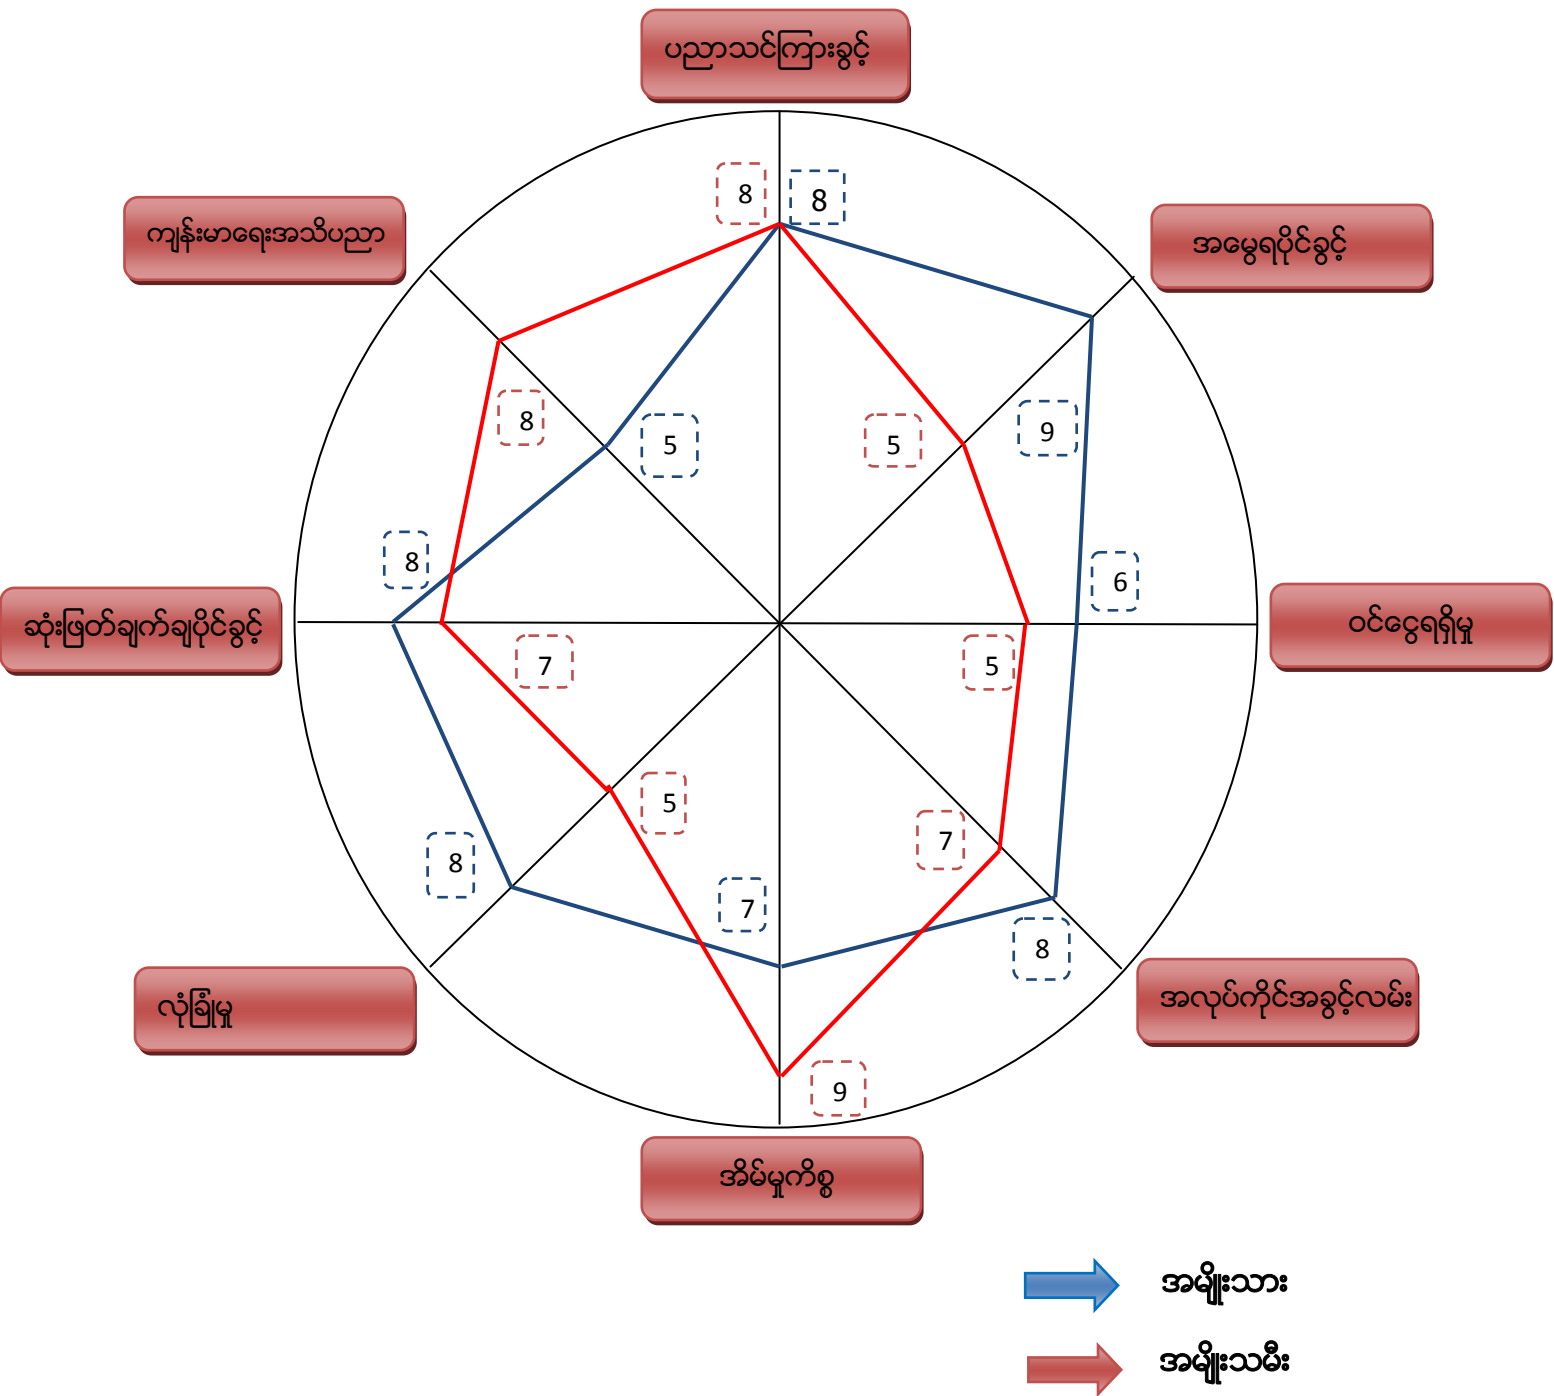 ပညာသင်ကြားခွင့်
ကျန်းမာရေးအသိပညာ
အမွေရပိုင်ခွင့်
8
8
8
5
5
9
8
6
ဆုံးဖြတ်ချက်ချပိုင်ခွင့်
ဝင်ငွေရရှိမှု
7
5
5
7
8
7
8
လုံခြုံမှု
အလုပ်ကိုင်အခွင့်လမ်း
9
အိမ်မှုကိစ္စ
အမျိုးသား
အမျိုးသမီး